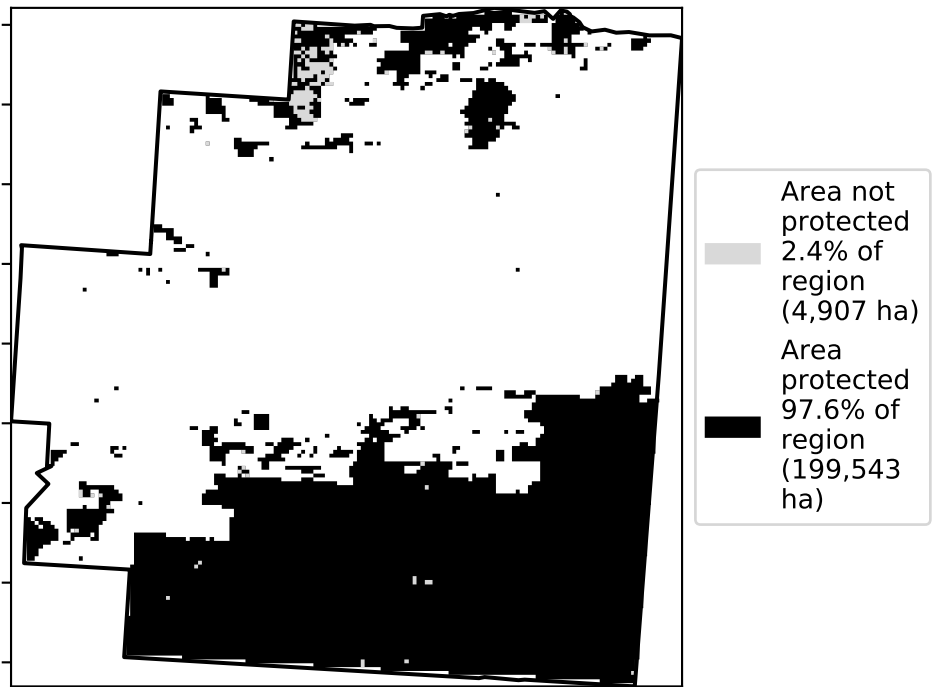 Area not
protected
2.4% of
region
(4,907 ha)
Area
protected
97.6% of
region
(199,543
ha)